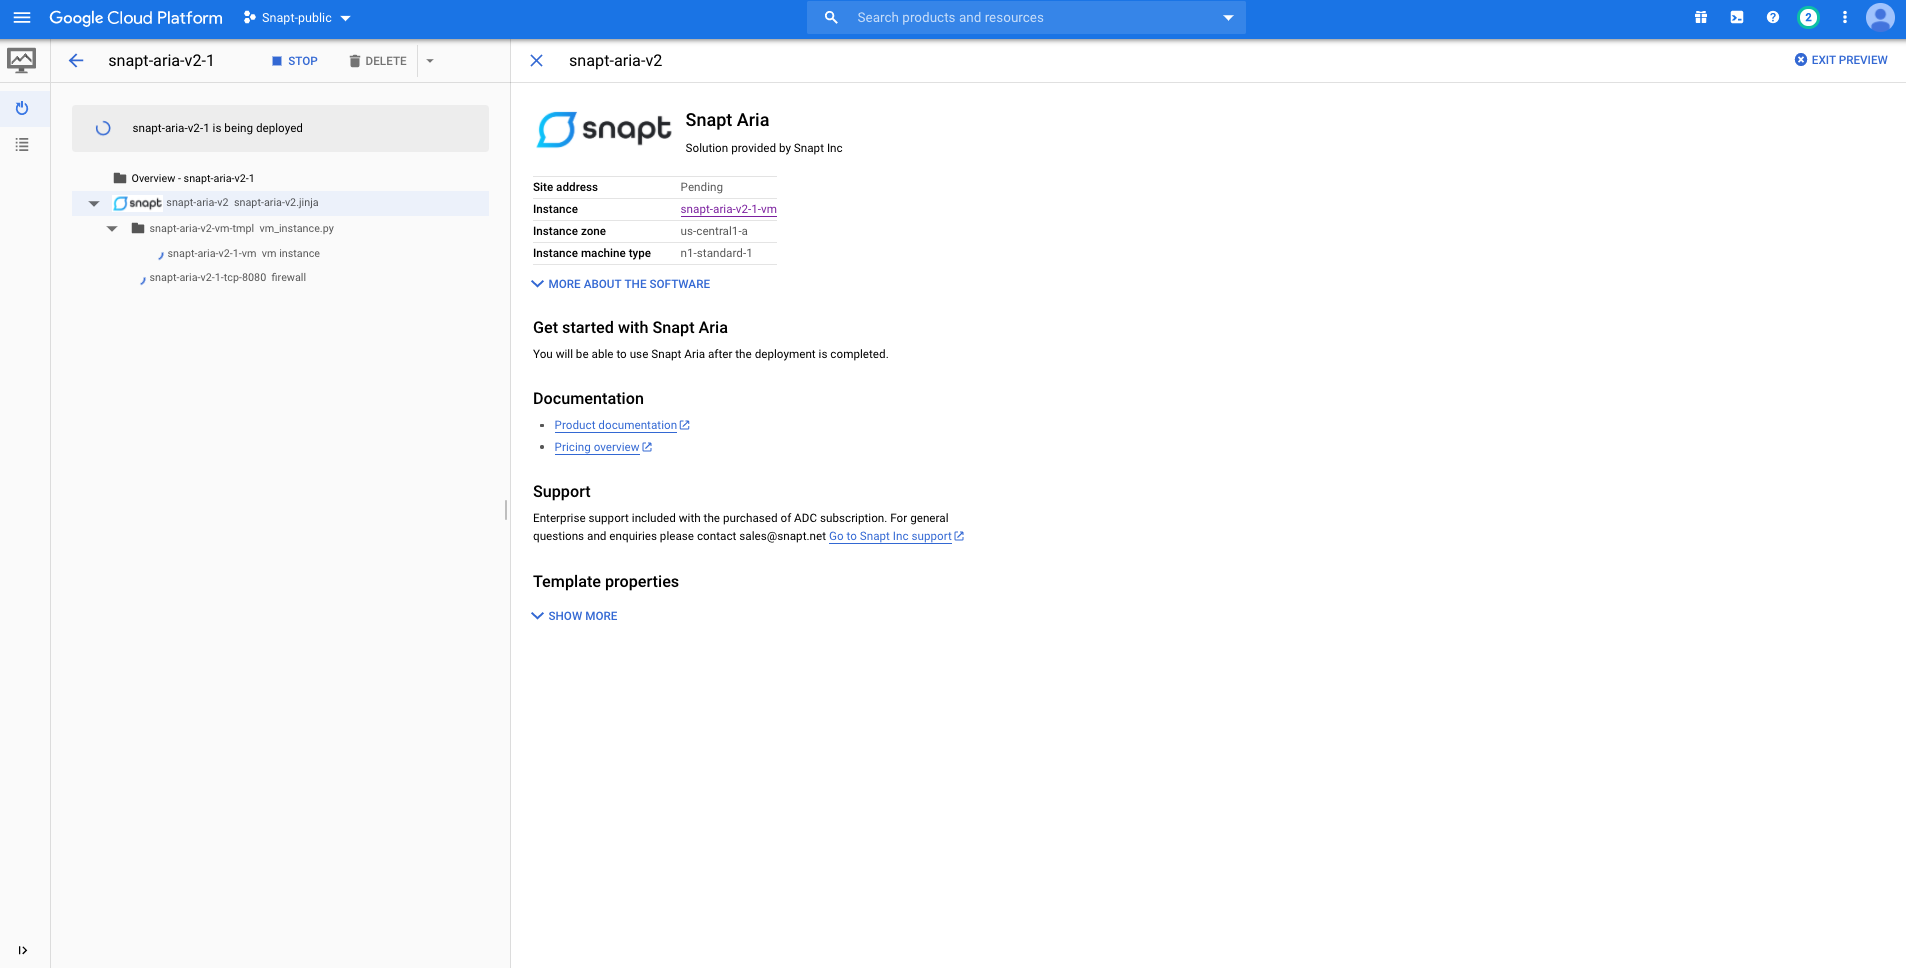 Google Cloud Platform
Snapt-public
Search products and resources
2
snapt-aria-v2-1
STOP
DELETE
snapt-aria-v2
EXIT PREVIEW
snapt-aria-v2-1 is being deployed
Overview - snapt-aria-v2-1
snapt snapt-aria-v2 snapt-aria-v2.jinja
snapt-aria-v2-vm-tmpl vm_instance.py
snapt-aria-v2-1-vm vm instance
snapt-aria-v2-1-tcp-8080 firewall
snapt
Snapt Aria
Solution provided by Snapt Inc
Site address Pending
Instance snapt-aria-v2-1-vm
Instance zone us-central1-a
Instance machine type n1-standard-1
MORE ABOUT THE SOFTWARE
Get started with Snapt Aria
You will be able to use Snapt Aria after the deployment is completed.
Documentation
Product documentation
Pricing overview
Support
Enterprise support included with the purchased of ADC subscription. For general
questions and enquiries please contact sales@snapt.net Go to Snapt Inc support
Template properties
SHOW MORE